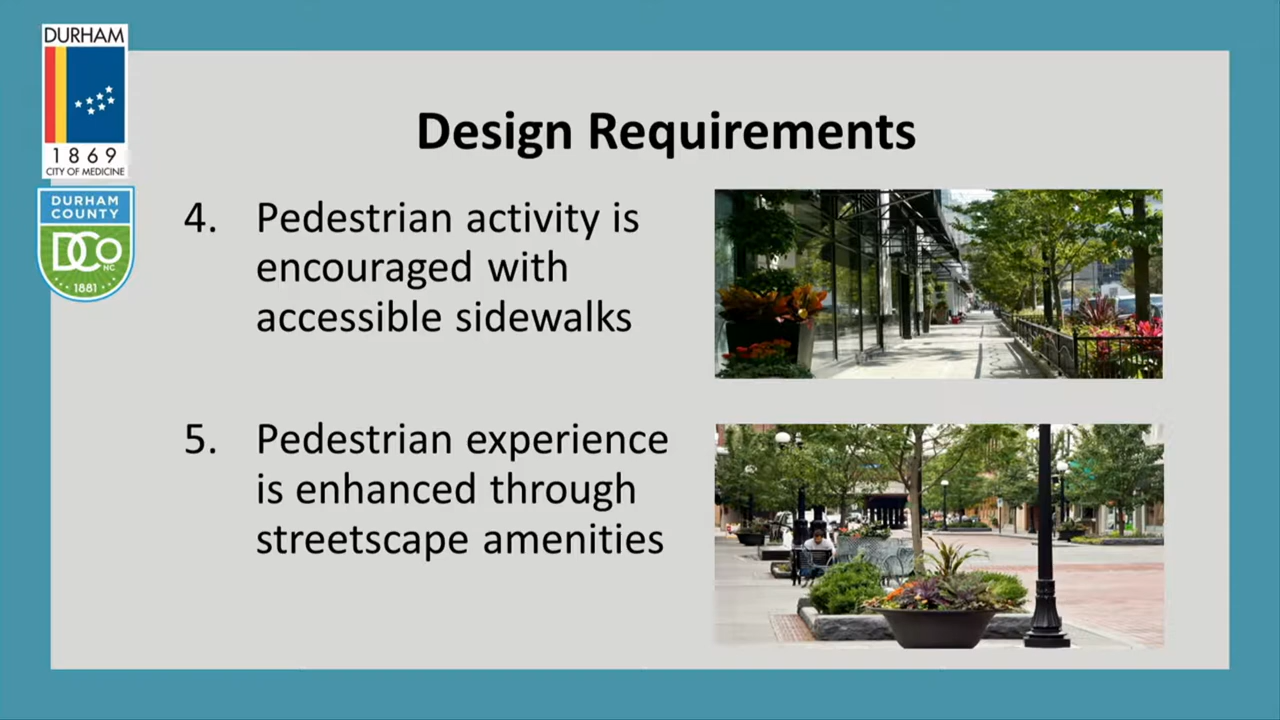 DURHAM
1869
CITY OF MEDICINE
DURHAM
COUNTY
DCo
NC
1881
Design Requirements
4. Pedestrian activity is
encouraged with
accessible sidewalks
5. Pedestrian experience
is enhanced through
streetscape amenities